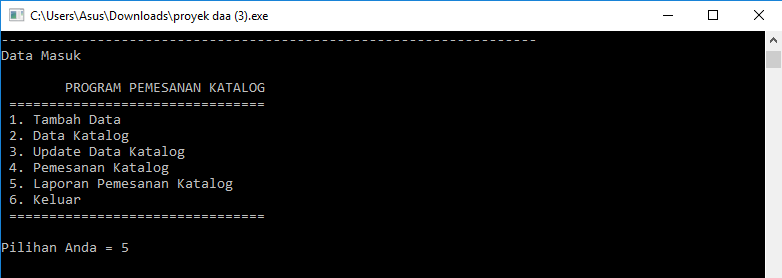 C:\Users\Asus\Downloads\proyek daa (3).exe
-------------------------------------------------------------------
Data Masuk
PROGRAM PEMESANAN KATALOG
================================
1. Tambah Data
2. Data Katalog
3. Update Data Katalog
4. Pemesanan Katalog
5. Laporan Pemesanan Katalog
6. Keluar
================================
Pilihan Anda = 5